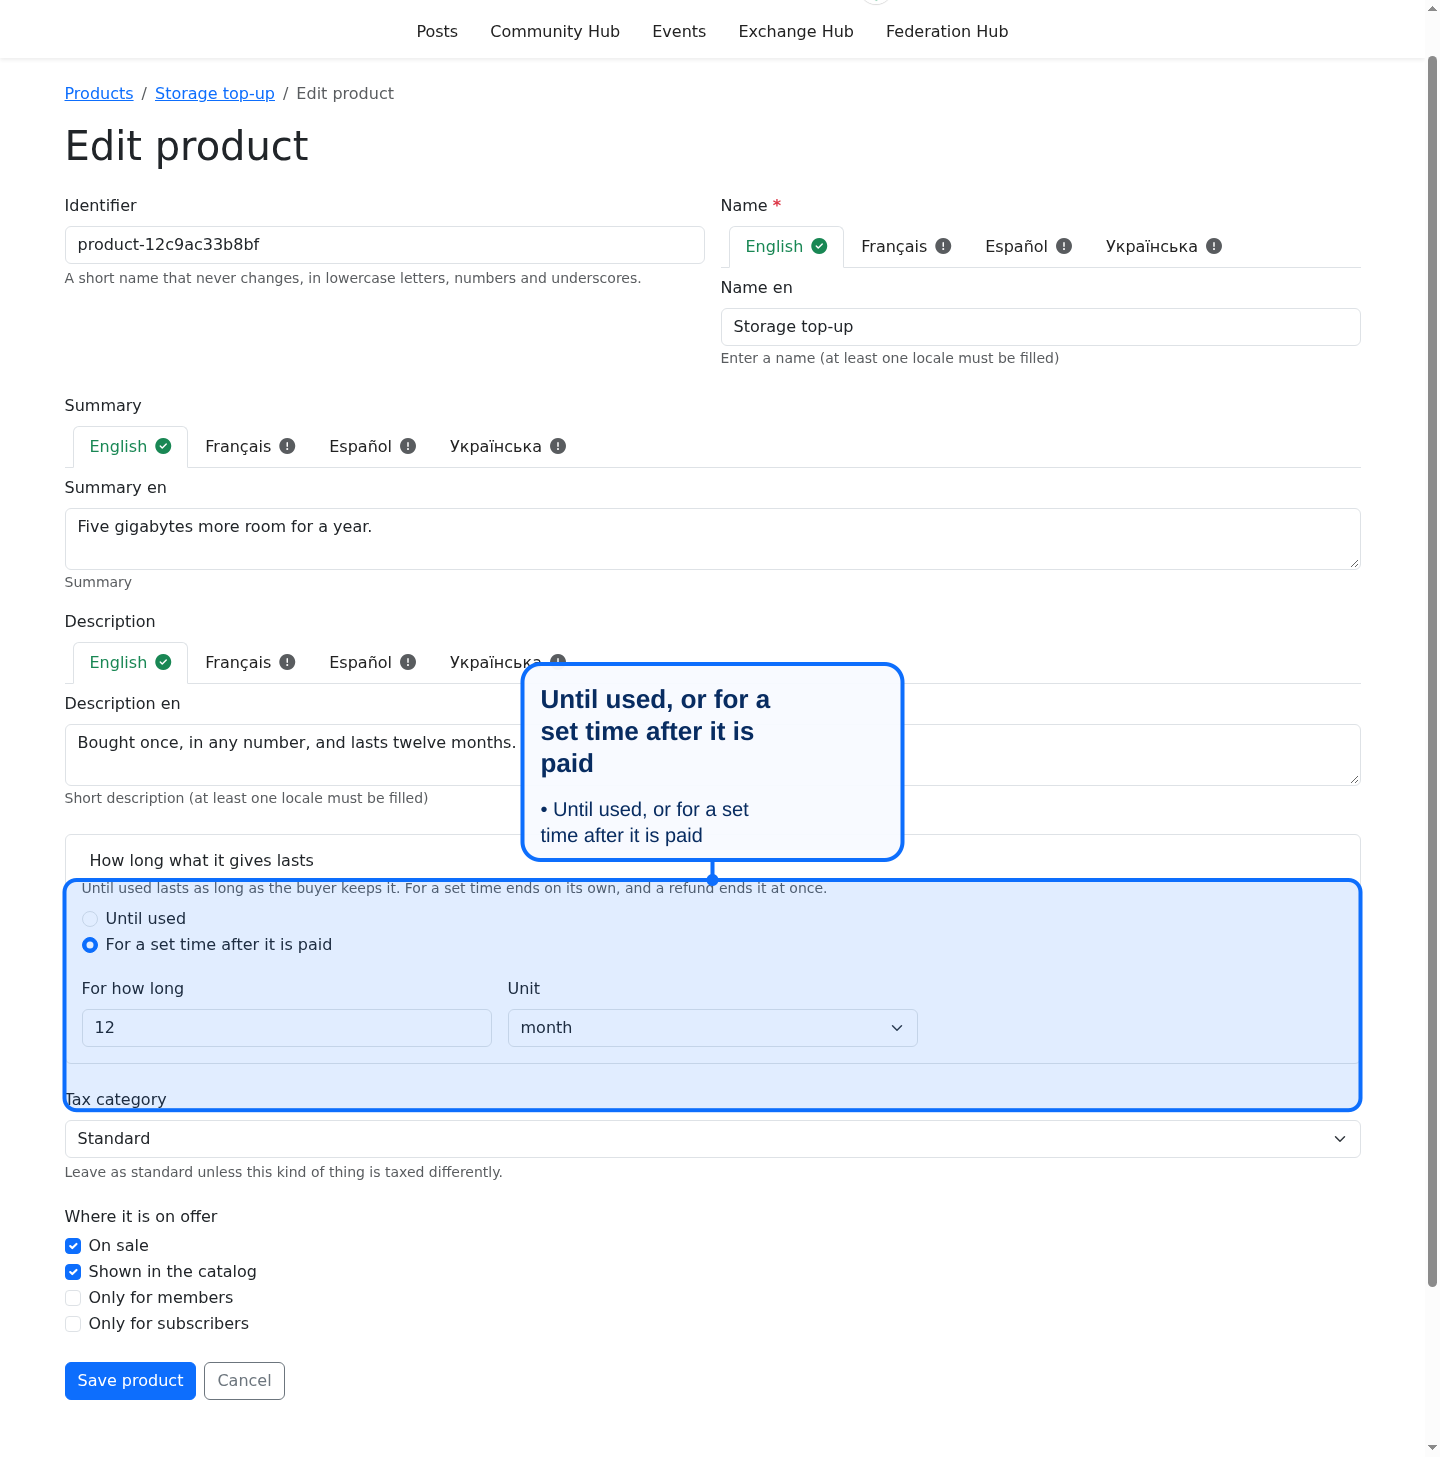 Posts Community Hub Events Exchange Hub Federation Hub
Products / Storage top-up / Edit product
Edit product
Identifier
product-12c9ac33b8bf
A short name that never changes, in lowercase letters, numbers and underscores.
Name *
English Français Español Українська
Name en
Storage top-up
Enter a name (at least one locale must be filled)
Summary
English Français Español Українська
Summary en
Five gigabytes more room for a year.
Summary
Description
English Français Español Українська
Description en
Bought once, in any number, and lasts twelve months.
Short description (at least one locale must be filled)
Until used, or for a
set time after it is
paid
• Until used, or for a set
time after it is paid
How long what it gives lasts
Until used lasts as long as the buyer keeps it. For a set time ends on its own, and a refund ends it at once.
Until used
For a set time after it is paid
For how long
12
Unit
month
Tax category
Standard
Leave as standard unless this kind of thing is taxed differently.
Where it is on offer
On sale
Shown in the catalog
Only for members
Only for subscribers
Save product Cancel